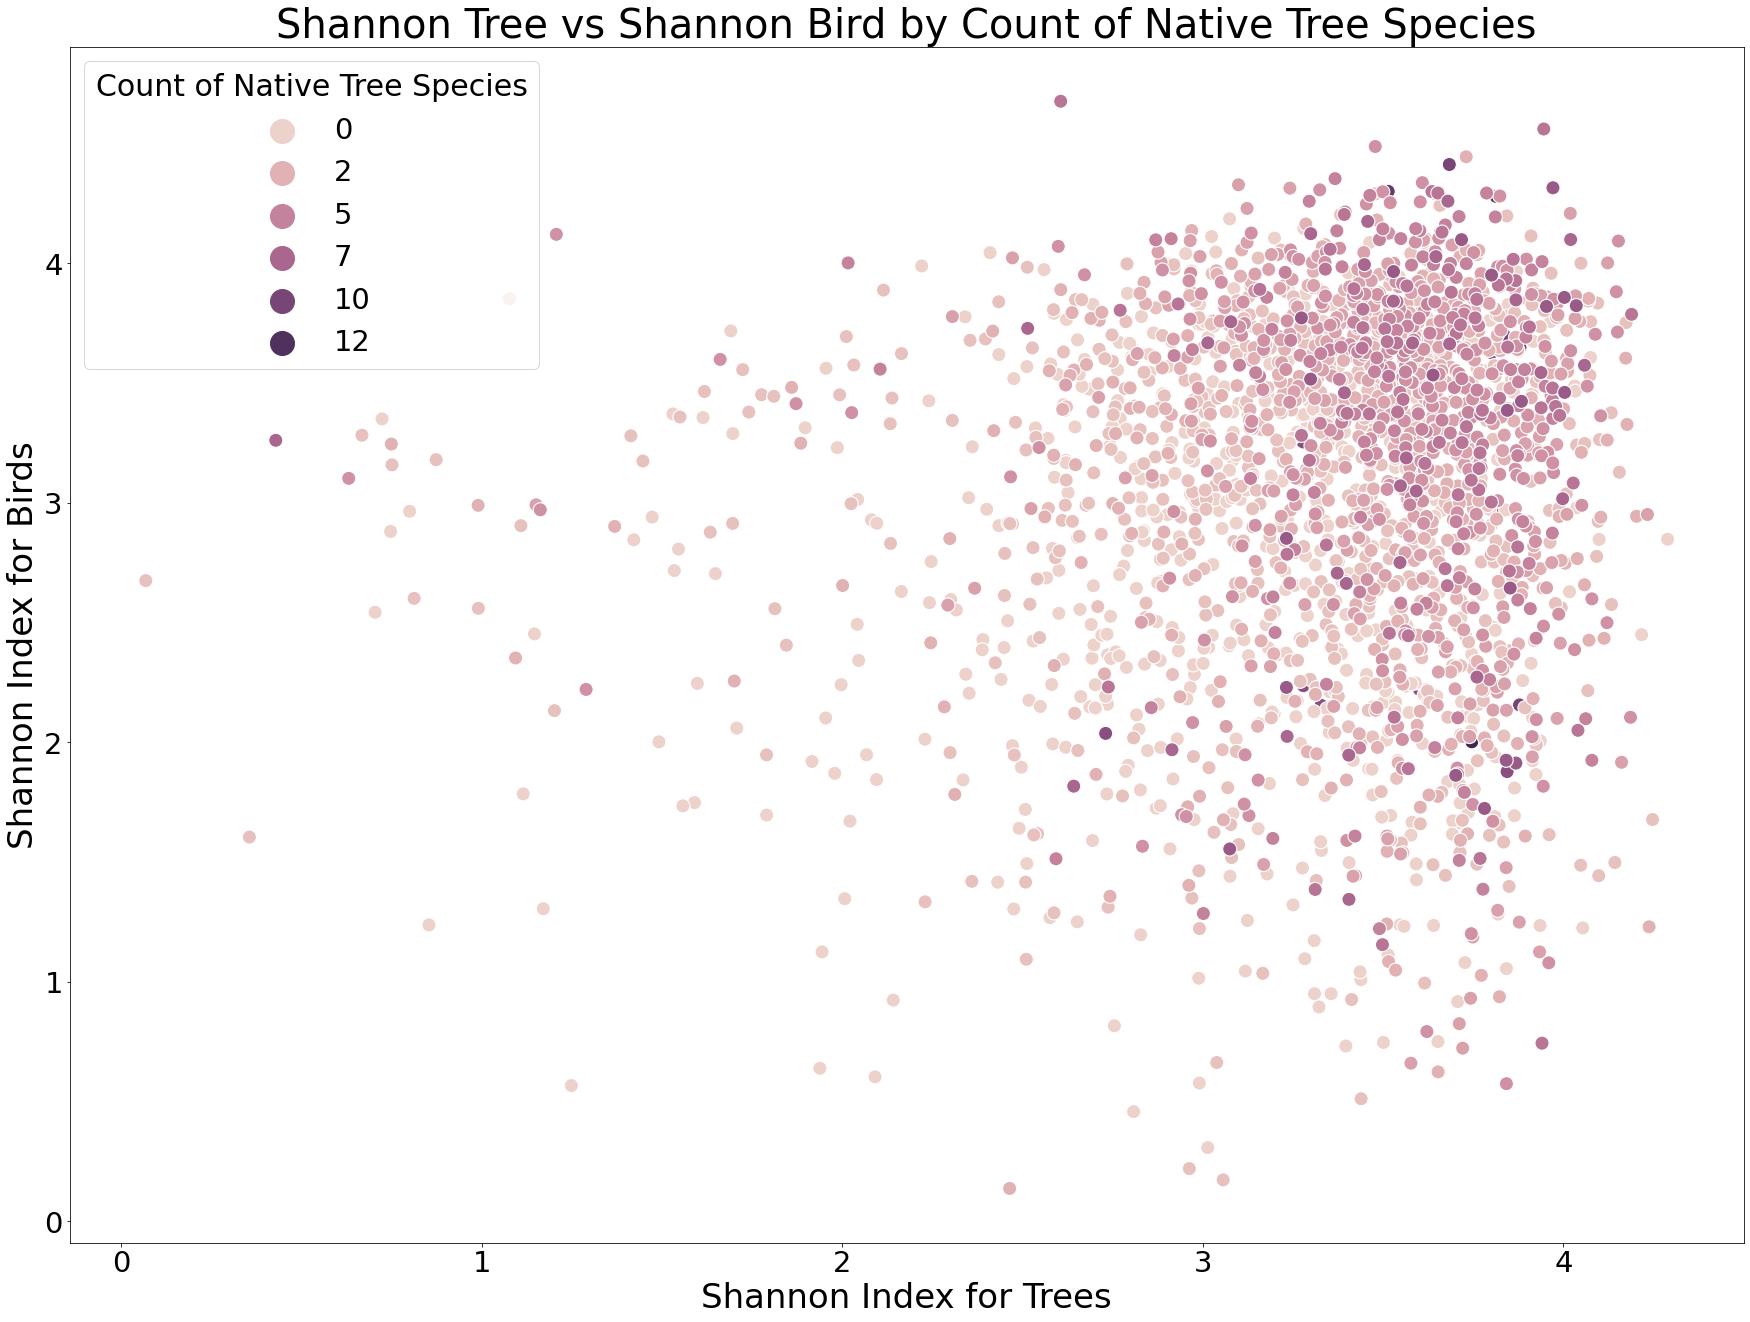 Shannon Tree vs Shannon Bird by Count of Native Tree Species
Count of Native Tree Species
0
2
5
7
10
12
Shannon Index for Birds
4
3
2
1
0
0 1 2 3 4
Shannon Index for Trees